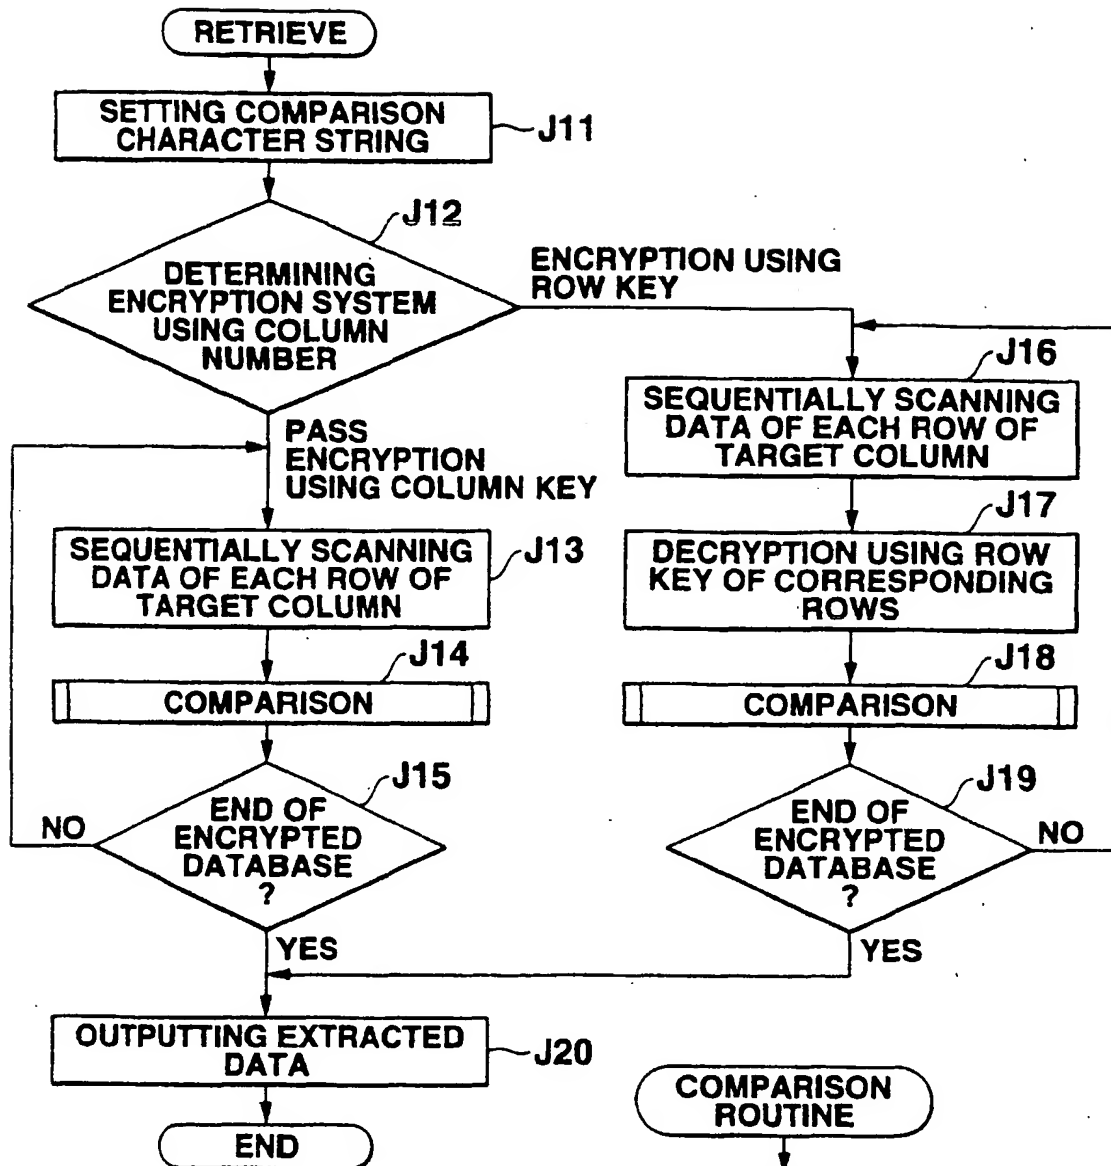 RETRIEVE
SETTING COMPARISON
CHARACTER STRING
J11
J12
DETERMINING
ENCRYPTION SYSTEM
USING COLUMN
NUMBER
ENCRYPTION USING
ROW KEY
PASS
ENCRYPTION
USING COLUMN KEY
SEQUENTIALLY SCANNING
DATA OF EACH ROW OF
TARGET COLUMN
J13
J14
COMPARISON
J15
END OF
ENCRYPTED
DATABASE
?
NO
YES
J16
SEQUENTIALLY SCANNING
DATA OF EACH ROW OF
TARGET COLUMN
J17
DECRYPTION USING ROW
KEY OF CORRESPONDING
ROWS
J18
COMPARISON
J19
END OF
ENCRYPTED
DATABASE
?
NO
YES
OUTPUTTING EXTRACTED
DATA
J20
END
COMPARISON
ROUTINE